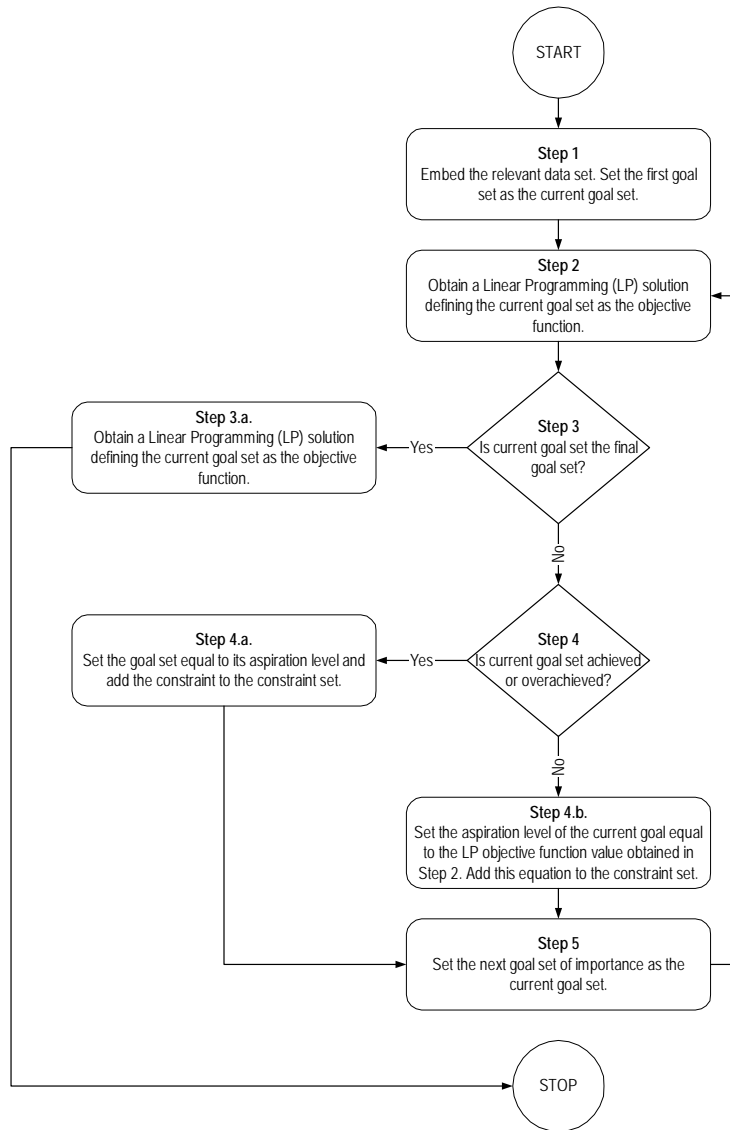 START
Step 1
Embed the relevant data set. Set the first goal
set as the current goal set.
Step 2
Obtain a Linear Programming (LP) solution
defining the current goal set as the objective
function.
Step 3
Is current goal set the final
goal set?
Yes
Step 3.a.
Obtain a Linear Programming (LP) solution
defining the current goal set as the objective
function.
No
Step 4
Is current goal set achieved
or overachieved?
Yes
Step 4.a.
Set the goal set equal to its aspiration level and
add the constraint to the constraint set.
No
Step 4.b.
Set the aspiration level of the current goal equal
to the LP objective function value obtained in
Step 2. Add this equation to the constraint set.
Step 5
Set the next goal set of importance as the
current goal set.
STOP